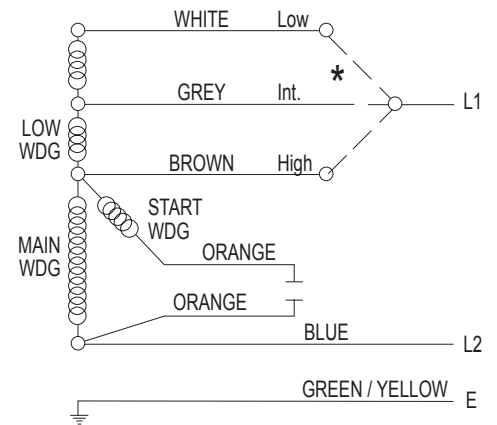 WHITE Low
*
GREY Int.
L1
LOW
WDG
BROWN High
START
WDG
MAIN
WDG
ORANGE
ORANGE
BLUE
L2
GREEN / YELLOW
E